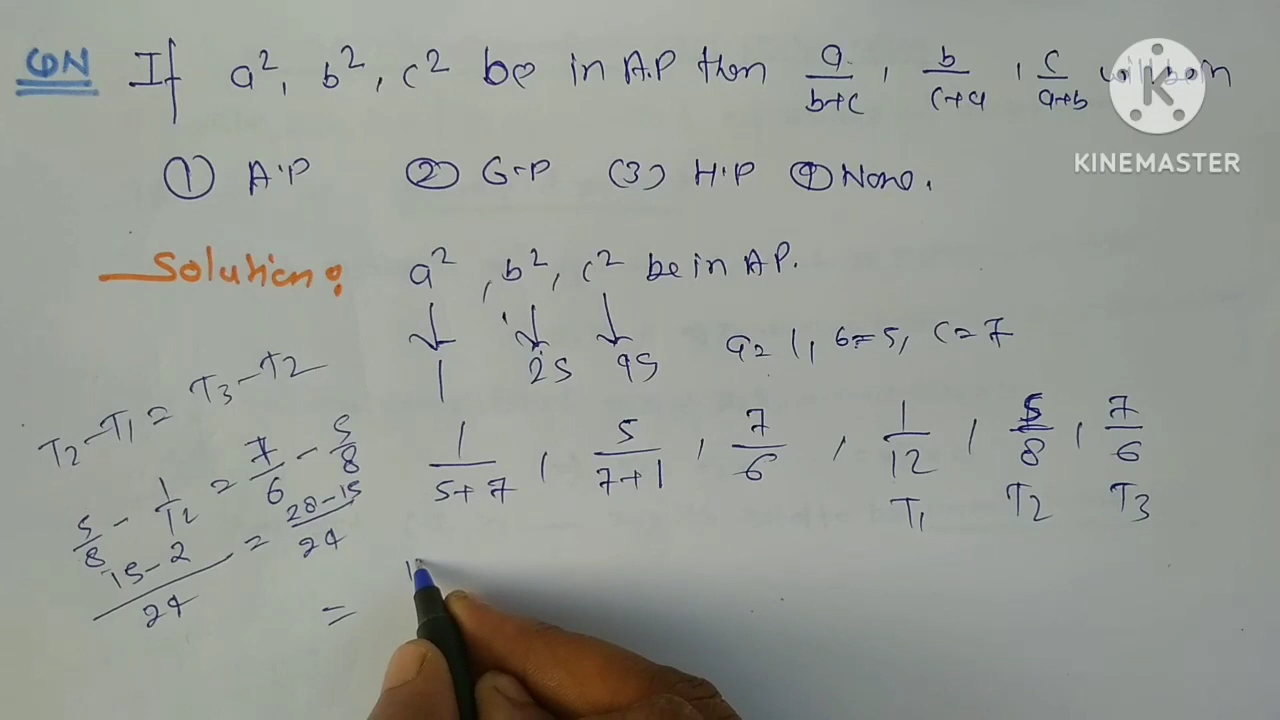 QN If a², b², c² be in A.P then a/b+c, b/c+a, c/a+b will be in
K
KINEMASTER
① A.P ② G-P (3) H.P ④ None.
Solution: a², b², c² be in AP.
1 25 49 a=1, b=5, c=7
T2-T1 = T3-T2
1/5+7, 5/7+1, 7/6, 1/12, 5/8, 7/6
T1 T2 T3
5/8 - 1/12 = 7/6 - 5/8
15-2/24 = 28-15/24
=